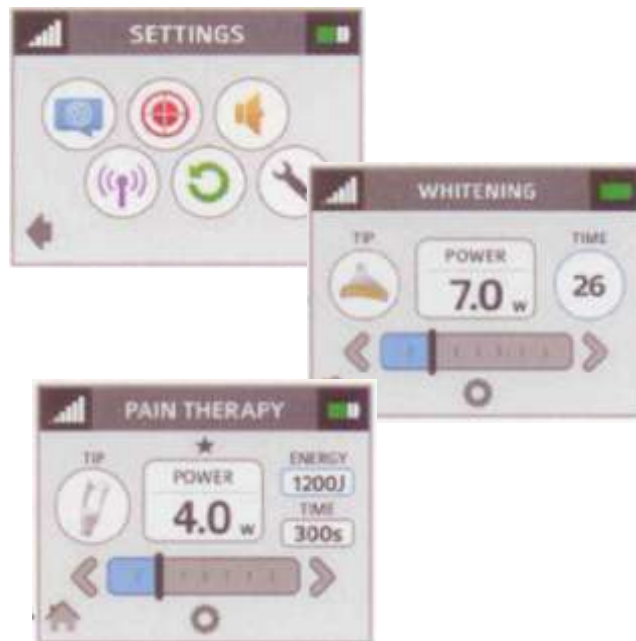 SETTINGS
WHITENING
TIP
POWER
TIME
7.0 w
26
PAIN THERAPY
TIP
POWER
ENERGY
4.0 w
1200J
TIME
300s